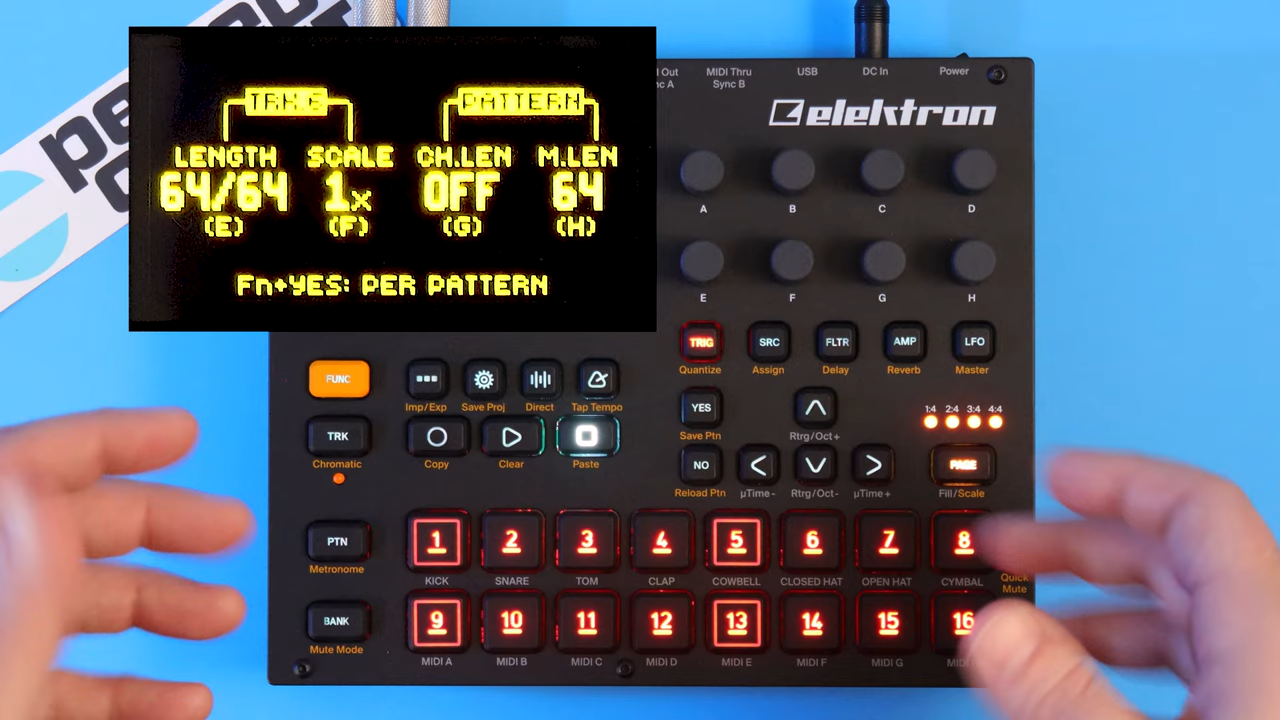 TRK 6
PATTERN
LENGTH SCALE CH.LEN M.LEN
64/64 1x OFF 64
(E) (F) (G) (H)
Fn+YES: PER PATTERN
MIDI Thru USB DC In Power
Sync B
elektron
A B C D
E F G H
TRIG SRC FLTR AMP LFO
Quantize Assign Delay Reverb Master
FUNC
Imp/Exp Save Proj Direct Tap Tempo
YES
Save Ptn Rtrg/Oct+
1:4 2:4 3:4 4:4
TRK
Chromatic Copy Clear Paste
NO PAGE
Reload Ptn µTime- Rtrg/Oct- µTime+ Fill/Scale
PTN 1 2 3 4 5 6 7 8
Metronome KICK SNARE TOM CLAP COWBELL CLOSED HAT OPEN HAT CYMBAL
Quick
Mute
BANK 9 10 11 12 13 14 15 16
Mute Mode MIDI A MIDI B MIDI C MIDI D MIDI E MIDI F MIDI G